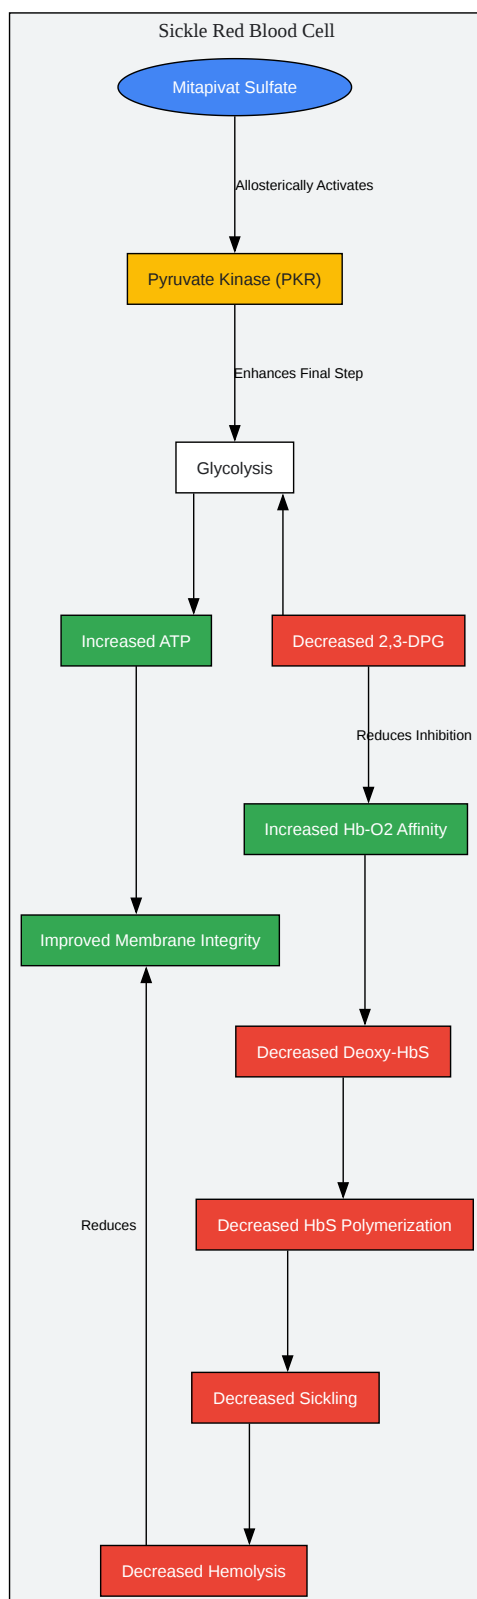 Sickle Red Blood Cell
Mitapivat Sulfate
Allosterically Activates
Pyruvate Kinase (PKR)
Enhances Final Step
Glycolysis
Increased ATP
Decreased 2,3-DPG
Reduces Inhibition
Increased Hb-O2 Affinity
Improved Membrane Integrity
Decreased Deoxy-HbS
Decreased HbS Polymerization
Reduces
Decreased Sickling
Decreased Hemolysis